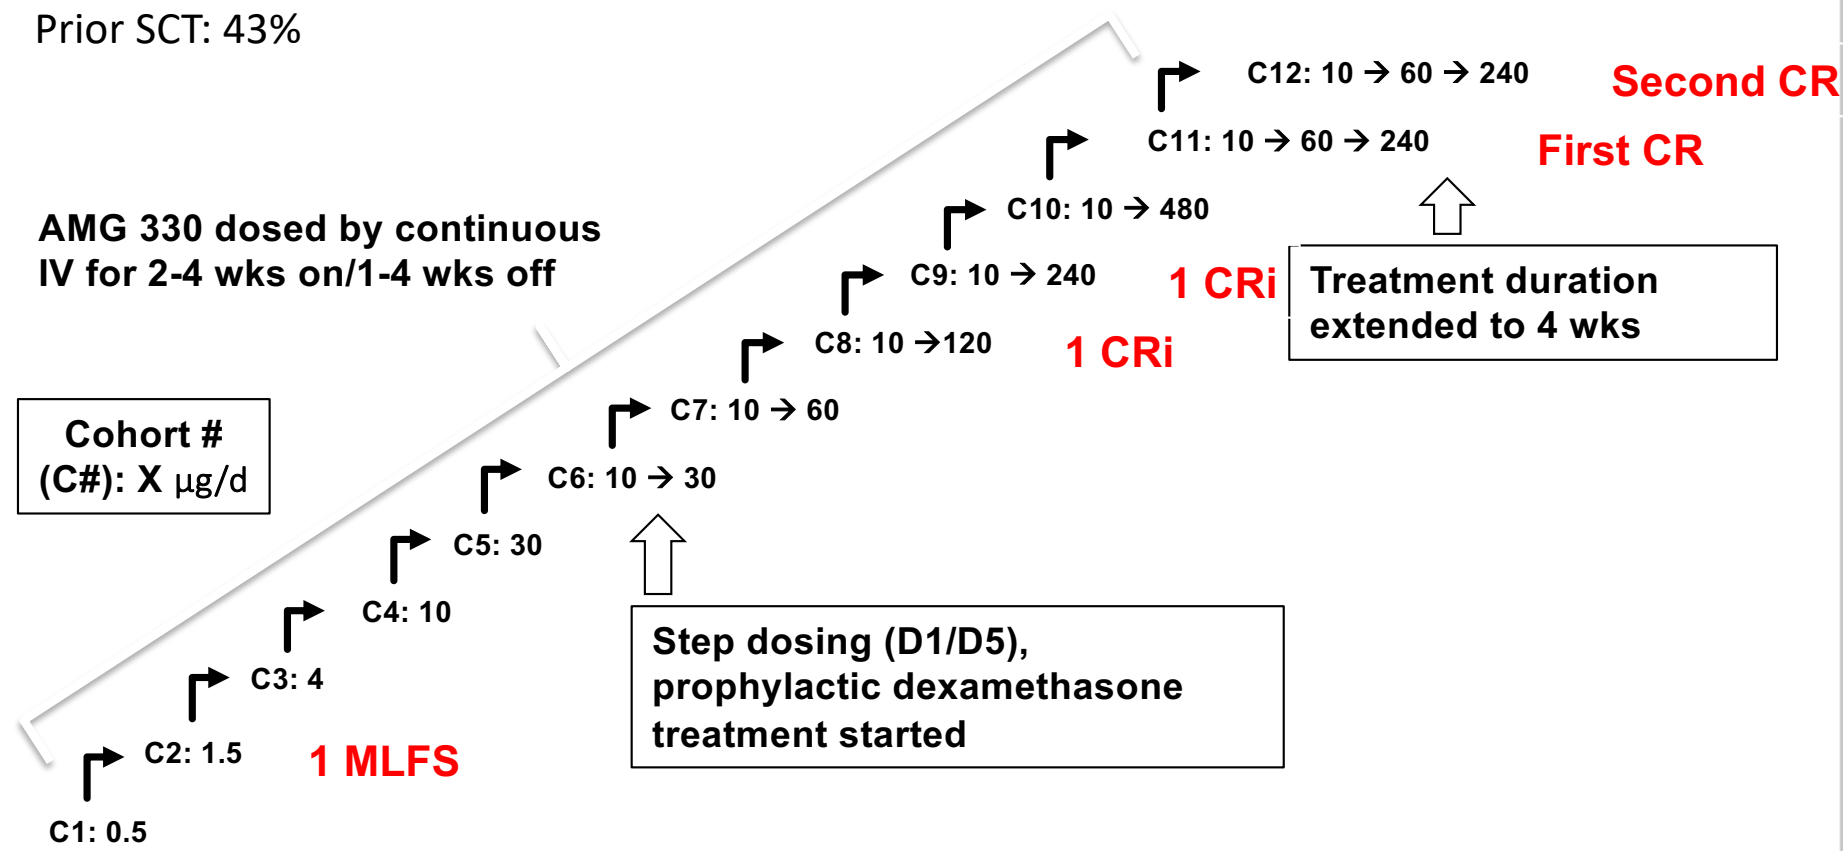 Prior SCT: 43%
C12: 10 → 60 → 240
Second CR
C11: 10 → 60 → 240
First CR
C10: 10 → 480
AMG 330 dosed by continuous
IV for 2-4 wks on/1-4 wks off
C9: 10 → 240
1 CRi
Treatment duration
extended to 4 wks
C8: 10 →120
1 CRi
C7: 10 → 60
Cohort #
(C#): X µg/d
C6: 10 → 30
C5: 30
C4: 10
Step dosing (D1/D5),
prophylactic dexamethasone
treatment started
C3: 4
C2: 1.5
1 MLFS
C1: 0.5